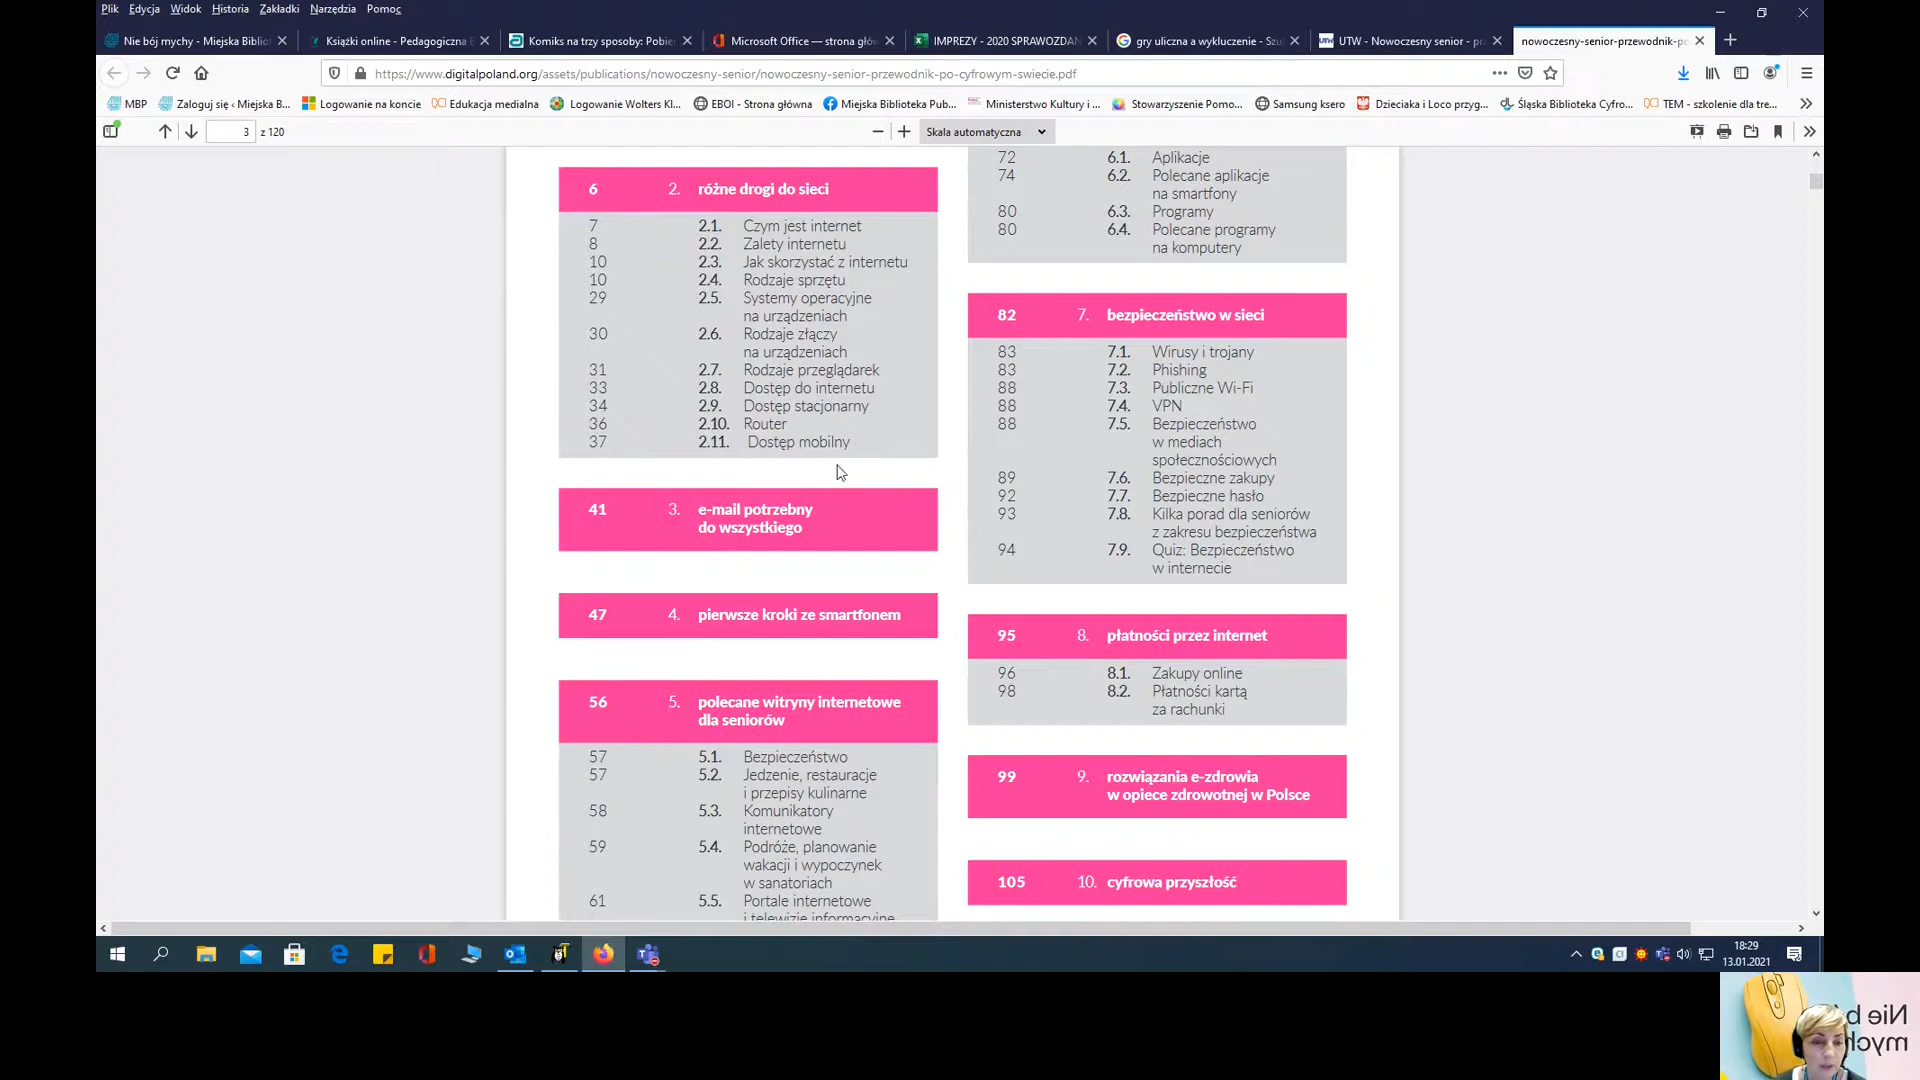 Plik Edycja Widok Historia Zakładki Narzędzia Pomoc
Nie bój mychy - Miejska Bibliot
Książki online - Pedagogiczna B
Komiks na trzy sposoby: Pobier
Microsoft Office — strona głów
IMPREZY - 2020 SPRAWOZDAN
gry uliczna a wykluczenie - Szuk
UTW - Nowoczesny senior - prz
nowoczesny-senior-przewodnik-po
https://www.digitalpoland.org/assets/publications/nowoczesny-senior/nowoczesny-senior-przewodnik-po-cyfrowym-swiecie.pdf
MBP
Zaloguj się ‹ Miejska B...
Logowanie na koncie
Edukacja medialna
Logowanie Wolters Kl...
EBOI - Strona główna
Miejska Biblioteka Pub...
Ministerstwo Kultury i ...
Stowarzyszenie Pomo...
Samsung ksero
Dzieciaka i Loco przyg...
Śląska Biblioteka Cyfro...
TEM - szkolenie dla tre...
3 z 120
Skala automatyczna
6 2. różne drogi do sieci
7 2.1. Czym jest internet
8 2.2. Zalety internetu
10 2.3. Jak skorzystać z internetu
10 2.4. Rodzaje sprzętu
29 2.5. Systemy operacyjne
na urządzeniach
30 2.6. Rodzaje złączy
na urządzeniach
31 2.7. Rodzaje przeglądarek
33 2.8. Dostęp do internetu
34 2.9. Dostęp stacjonarny
36 2.10. Router
37 2.11. Dostęp mobilny
41 3. e-mail potrzebny
do wszystkiego
47 4. pierwsze kroki ze smartfonem
56 5. polecane witryny internetowe
dla seniorów
57 5.1. Bezpieczeństwo
57 5.2. Jedzenie, restauracje
i przepisy kulinarne
58 5.3. Komunikatory
internetowe
59 5.4. Podróże, planowanie
wakacji i wypoczynek
w sanatoriach
61 5.5. Portale internetowe
i telewizje informacyjne
72 6.1. Aplikacje
74 6.2. Polecane aplikacje
na smartfony
80 6.3. Programy
80 6.4. Polecane programy
na komputery
82 7. bezpieczeństwo w sieci
83 7.1. Wirusy i trojany
83 7.2. Phishing
88 7.3. Publiczne Wi-Fi
88 7.4. VPN
88 7.5. Bezpieczeństwo
w mediach
społecznościowych
89 7.6. Bezpieczne zakupy
92 7.7. Bezpieczne hasło
93 7.8. Kilka porad dla seniorów
z zakresu bezpieczeństwa
94 7.9. Quiz: Bezpieczeństwo
w internecie
95 8. płatności przez internet
96 8.1. Zakupy online
98 8.2. Płatności kartą
za rachunki
99 9. rozwiązania e-zdrowia
w opiece zdrowotnej w Polsce
105 10. cyfrowa przyszłość
18:29
13.01.2021
Nie b
mych